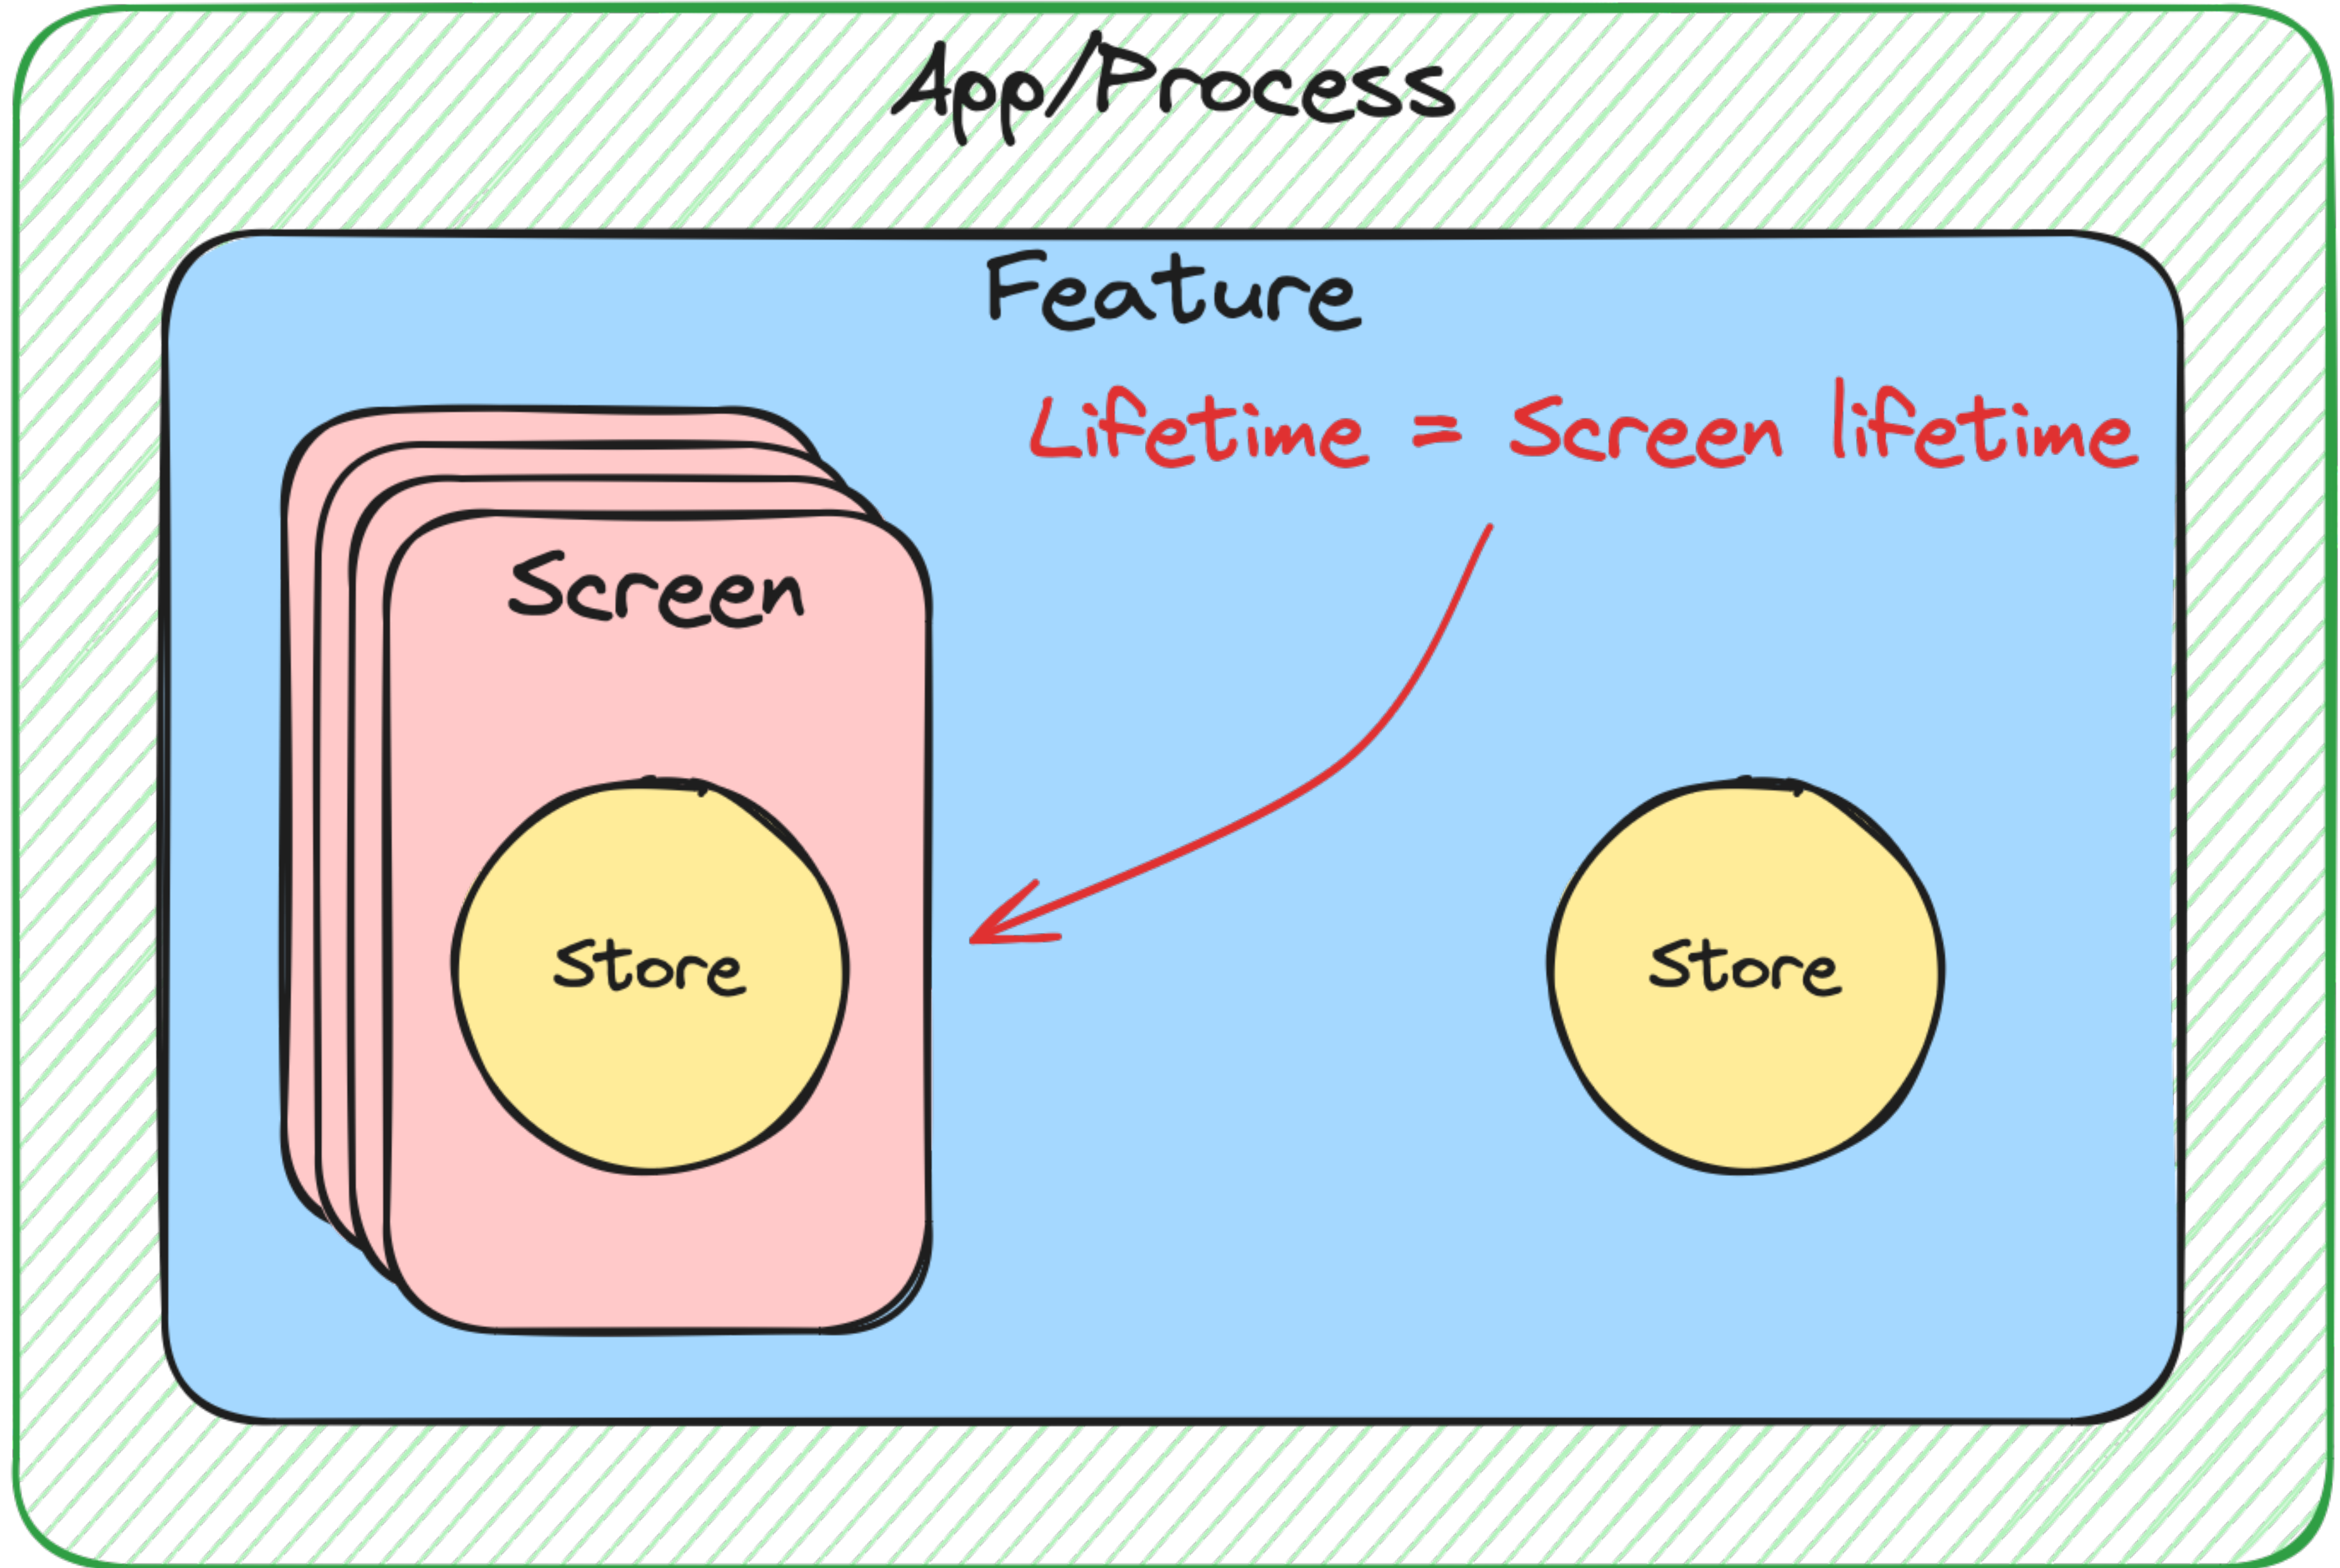 App/Process
Feature
Lifetime = Screen lifetime
Screen
Store
Store